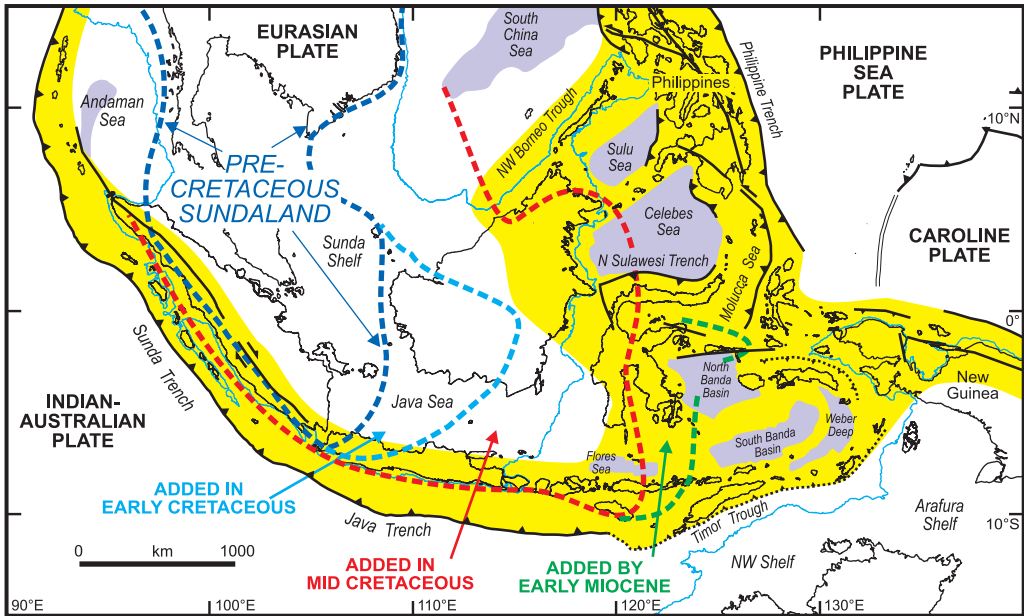 EURASIAN
PLATE
South
China
Sea
PHILIPPINE
SEA
PLATE
Philippine Trench
Philippines
Andaman
Sea
NW Borneo Trough
10°N
Sulu
Sea
PRE-
CRETACEOUS
SUNDALAND
Celebes
Sea
Sunda
Shelf
N Sulawesi Trench
Molucca Sea
CAROLINE
PLATE
0°
Sunda Trench
North
Banda
Basin
New
Guinea
Java Sea
INDIAN-
AUSTRALIAN
PLATE
Weber
Deep
South Banda
Basin
Flores
Sea
ADDED IN
EARLY CRETACEOUS
Java Trench
Timor Trough
Arafura
Shelf
10°S
0 km 1000
ADDED IN
MID CRETACEOUS
ADDED BY
EARLY MIOCENE
NW Shelf
90°E
100°E
110°E
120°E
130°E